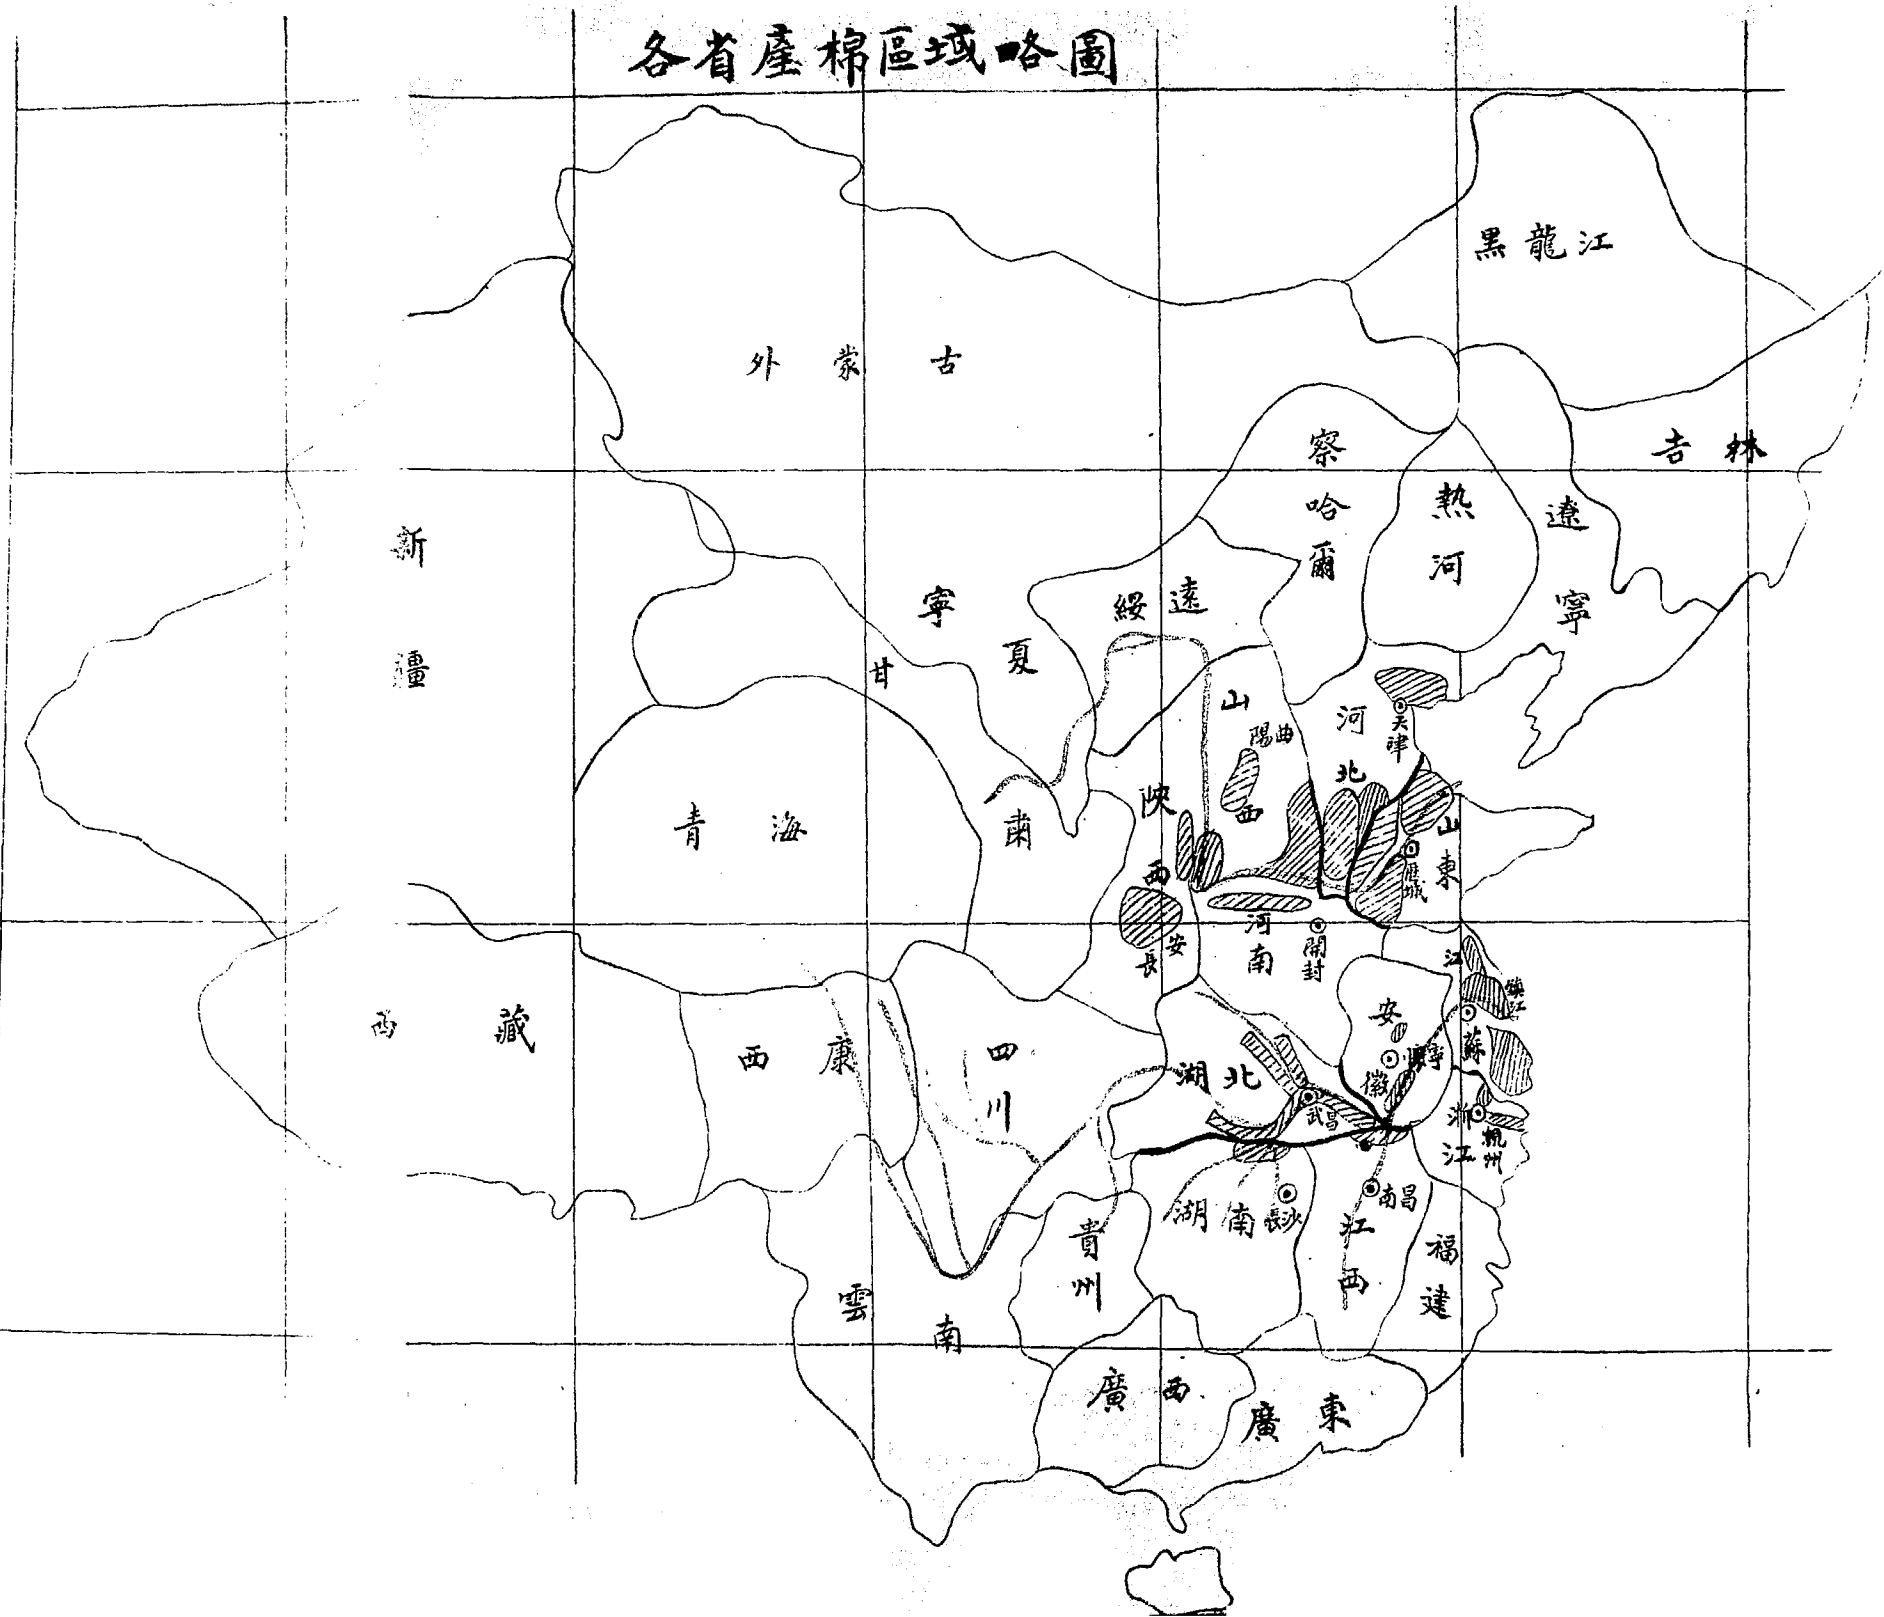 各省產棉區域略圖
黑龍江
外蒙古
吉林
察哈爾
熱河
遼寧
新疆
寧夏
綏遠
甘肅
山西
陽曲
河北
天津
青海
陝西
長安
山東
歷城
河南
開封
江蘇
鎮江
安徽
懷寧
西藏
西康
四川
湖北
武昌
浙江
杭州
湖南
長沙
江西
南昌
福建
貴州
雲南
廣西
廣東